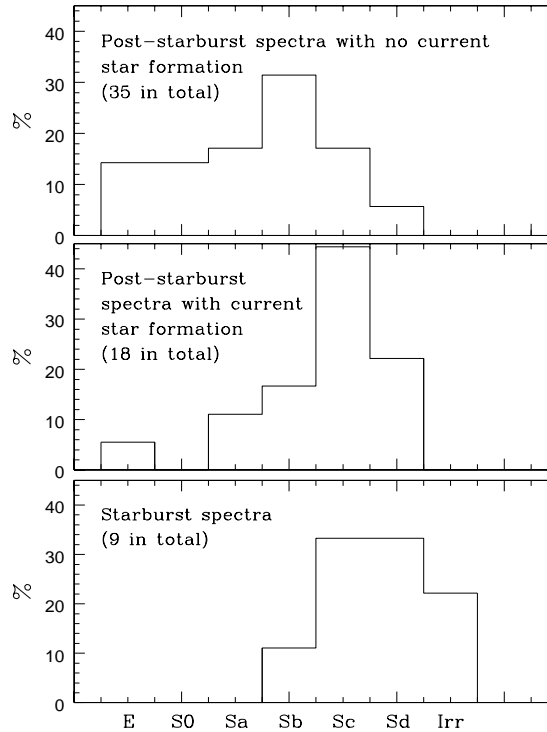 Post-starburst spectra with no current
star formation
(35 in total)
%
40
30
20
10
0
Post-starburst
spectra with current
star formation
(18 in total)
%
40
30
20
10
0
Starburst spectra
(9 in total)
%
40
30
20
10
0
E S0 Sa Sb Sc Sd Irr